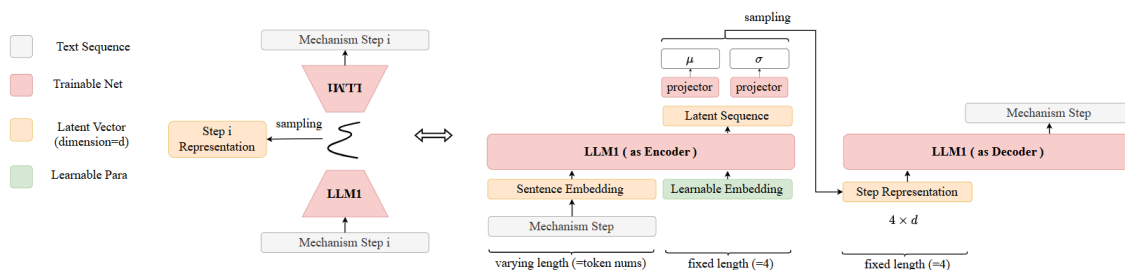 Text Sequence
Trainable Net
Latent Vector
(dimension=d)
Learnable Para
Mechanism Step i
LLM1
sampling
Step i
Representation
LLM1
Mechanism Step i
sampling
μ
σ
projector
projector
Latent Sequence
LLM1 ( as Encoder )
Sentence Embedding
Learnable Embedding
Mechanism Step
varying length (=token nums)
fixed length (=4)
Mechanism Step
LLM1 ( as Decoder )
Step Representation
4 × d
fixed length (=4)